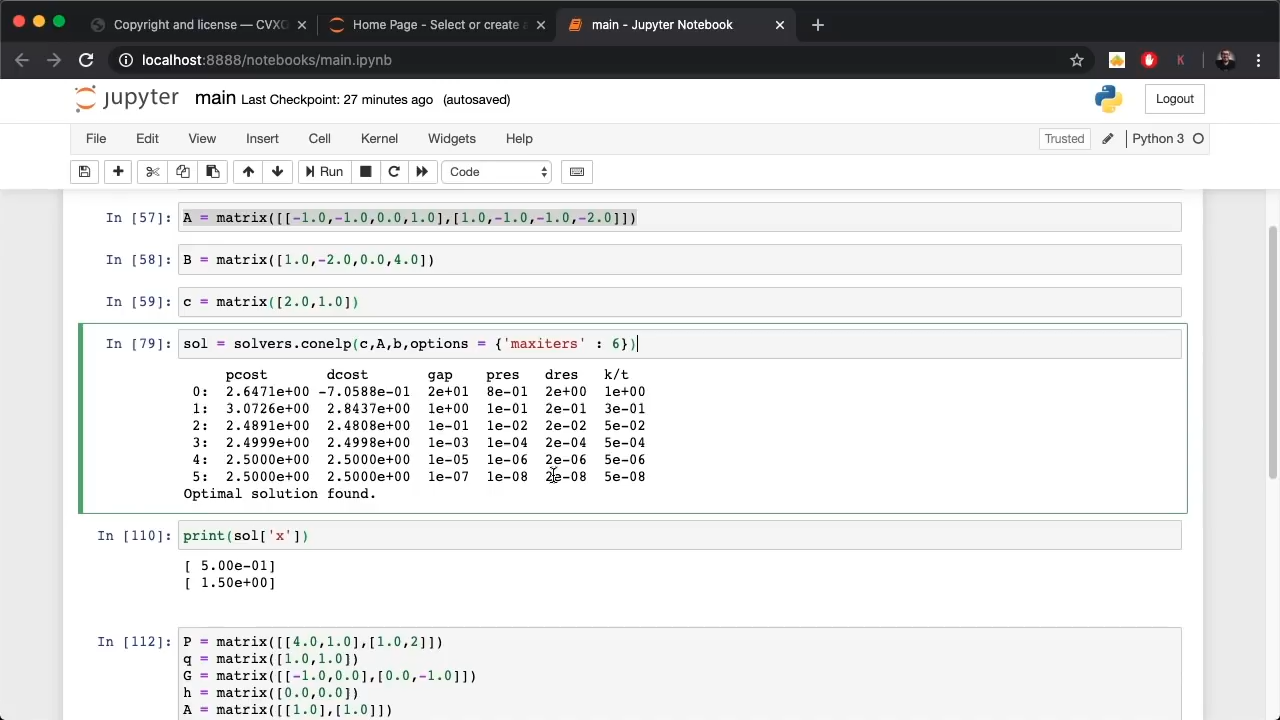 Copyright and license — CVXO
Home Page - Select or create a
main - Jupyter Notebook
localhost:8888/notebooks/main.ipynb
K
jupyter main Last Checkpoint: 27 minutes ago (autosaved)
Logout
File Edit View Insert Cell Kernel Widgets Help
Trusted
Python 3
Run
Code
In [57]: A = matrix([[-1.0,-1.0,0.0,1.0],[1.0,-1.0,-1.0,-2.0]])
In [58]: B = matrix([1.0,-2.0,0.0,4.0])
In [59]: c = matrix([2.0,1.0])
In [79]: sol = solvers.conelp(c,A,b,options = {'maxiters' : 6})
pcost dcost gap pres dres k/t
0: 2.6471e+00 -7.0588e-01 2e+01 8e-01 2e+00 1e+00
1: 3.0726e+00 2.8437e+00 1e+00 1e-01 2e-01 3e-01
2: 2.4891e+00 2.4808e+00 1e-01 1e-02 2e-02 5e-02
3: 2.4999e+00 2.4998e+00 1e-03 1e-04 2e-04 5e-04
4: 2.5000e+00 2.5000e+00 1e-05 1e-06 2e-06 5e-06
5: 2.5000e+00 2.5000e+00 1e-07 1e-08 2e-08 5e-08
Optimal solution found.
In [110]: print(sol['x'])
[ 5.00e-01]
[ 1.50e+00]
In [112]: P = matrix([[4.0,1.0],[1.0,2]])
q = matrix([1.0,1.0])
G = matrix([[-1.0,0.0],[0.0,-1.0]])
h = matrix([0.0,0.0])
A = matrix([[1.0],[1.0]])